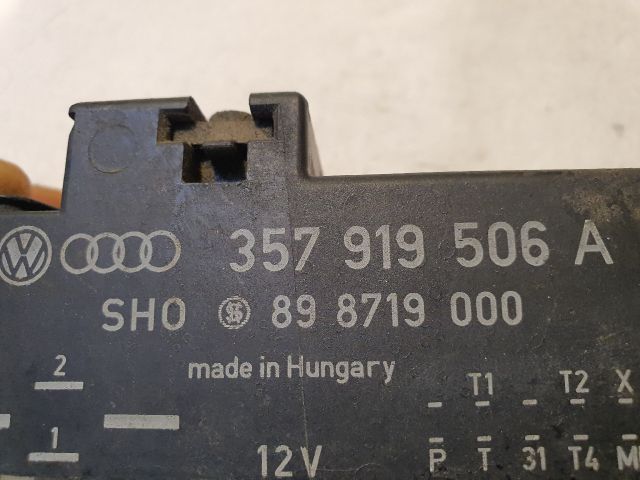 357 919 506 A
SHO 89 8719 000
made in Hungary
2
T1 T2 X
1
12V
P T 31 T4